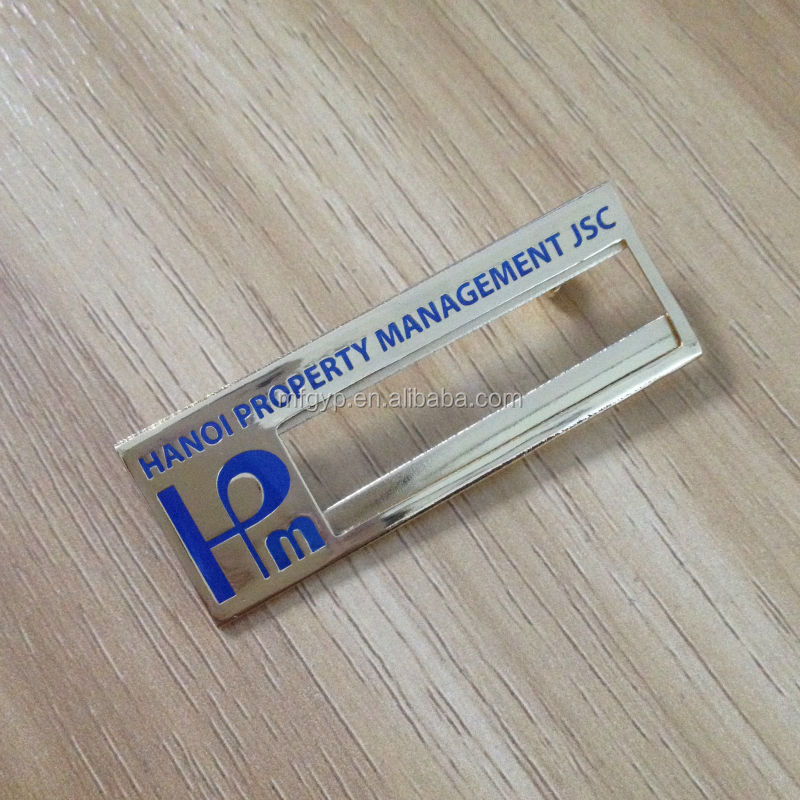 HANOI PROPERTY MANAGEMENT JSC
HPm
mfgyp.en.alibaba.com